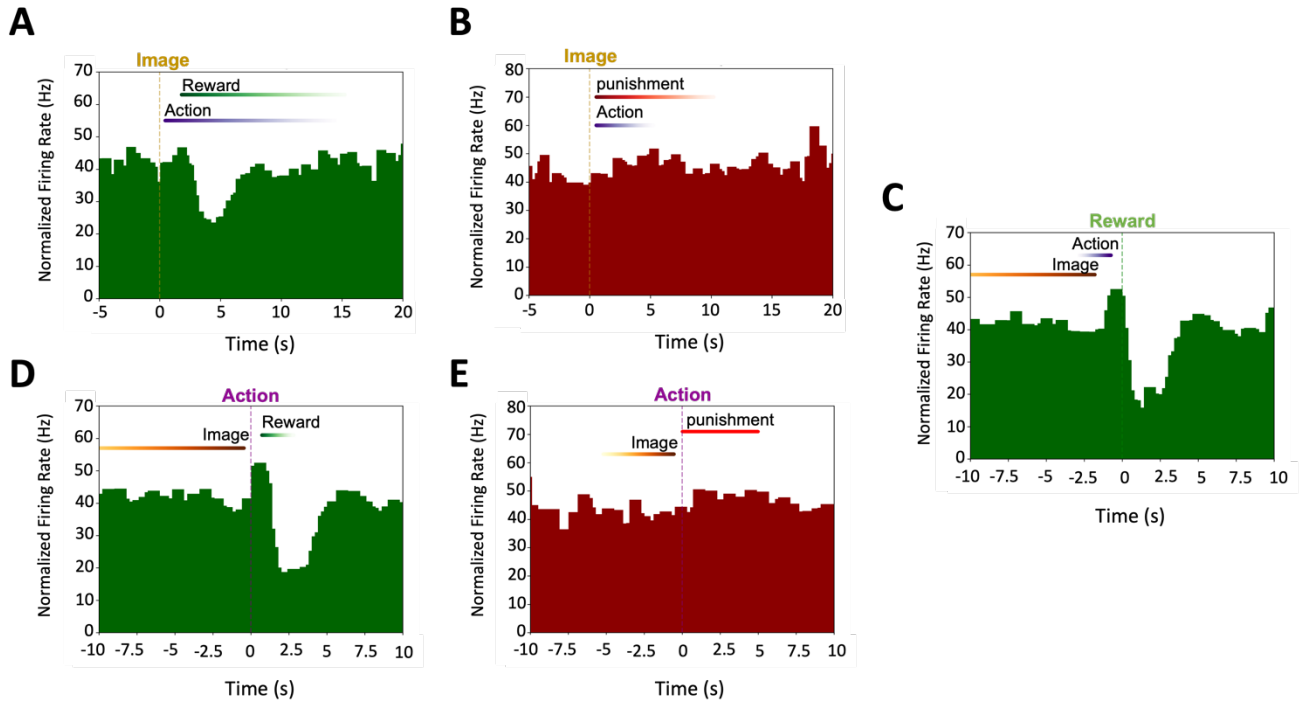 A
Image
Normalized Firing Rate (Hz)
70
60
50
40
30
20
10
0
Reward
Action
-5 0 5 10 15 20
Time (s)
B
Image
Normalized Firing Rate (Hz)
80
70
60
50
40
30
20
10
0
punishment
Action
-5 0 5 10 15 20
Time (s)
C
Reward
Normalized Firing Rate (Hz)
70
60
50
40
30
20
10
0
Action
Image
-10 -7.5 -5 -2.5 0 2.5 5 7.5 10
Time (s)
D
Action
Normalized Firing Rate (Hz)
70
60
50
40
30
20
10
0
Reward
Image
-10 -7.5 -5 -2.5 0 2.5 5 7.5 10
Time (s)
E
Action
Normalized Firing Rate (Hz)
80
70
60
50
40
30
20
10
0
punishment
Image
-10 -7.5 -5 -2.5 0 2.5 5 7.5 10
Time (s)